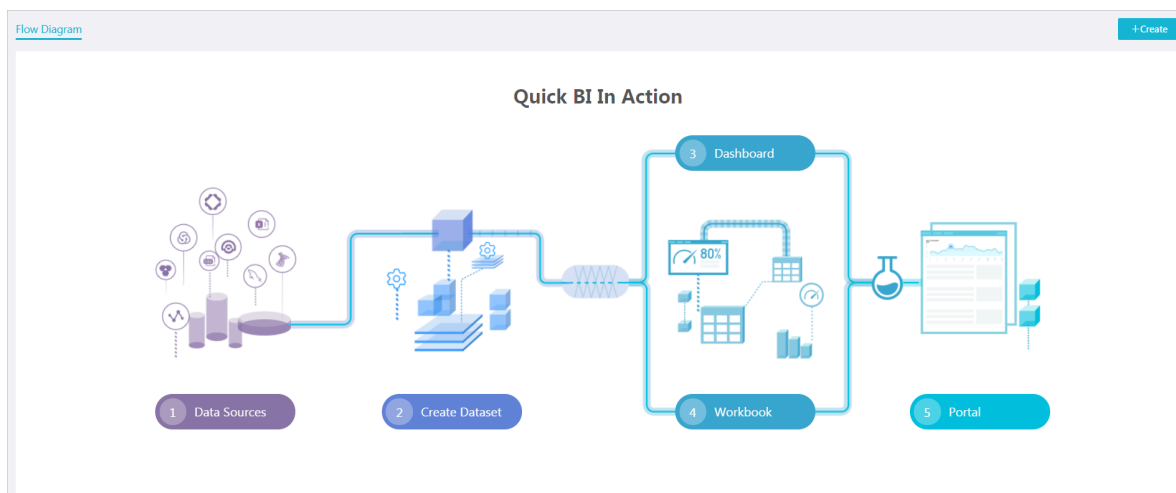 Flow Diagram
+Create
Quick BI In Action
3 Dashboard
80%
1 Data Sources
2 Create Dataset
4 Workbook
5 Portal